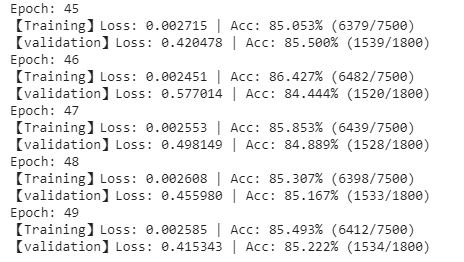 Epoch: 45
【Training】Loss: 0.002715 | Acc: 85.053% (6379/7500)
【validation】Loss: 0.420478 | Acc: 85.500% (1539/1800)
Epoch: 46
【Training】Loss: 0.002451 | Acc: 86.427% (6482/7500)
【validation】Loss: 0.577014 | Acc: 84.444% (1520/1800)
Epoch: 47
【Training】Loss: 0.002553 | Acc: 85.853% (6439/7500)
【validation】Loss: 0.498149 | Acc: 84.889% (1528/1800)
Epoch: 48
【Training】Loss: 0.002608 | Acc: 85.307% (6398/7500)
【validation】Loss: 0.455980 | Acc: 85.167% (1533/1800)
Epoch: 49
【Training】Loss: 0.002585 | Acc: 85.493% (6412/7500)
【validation】Loss: 0.415343 | Acc: 85.222% (1534/1800)